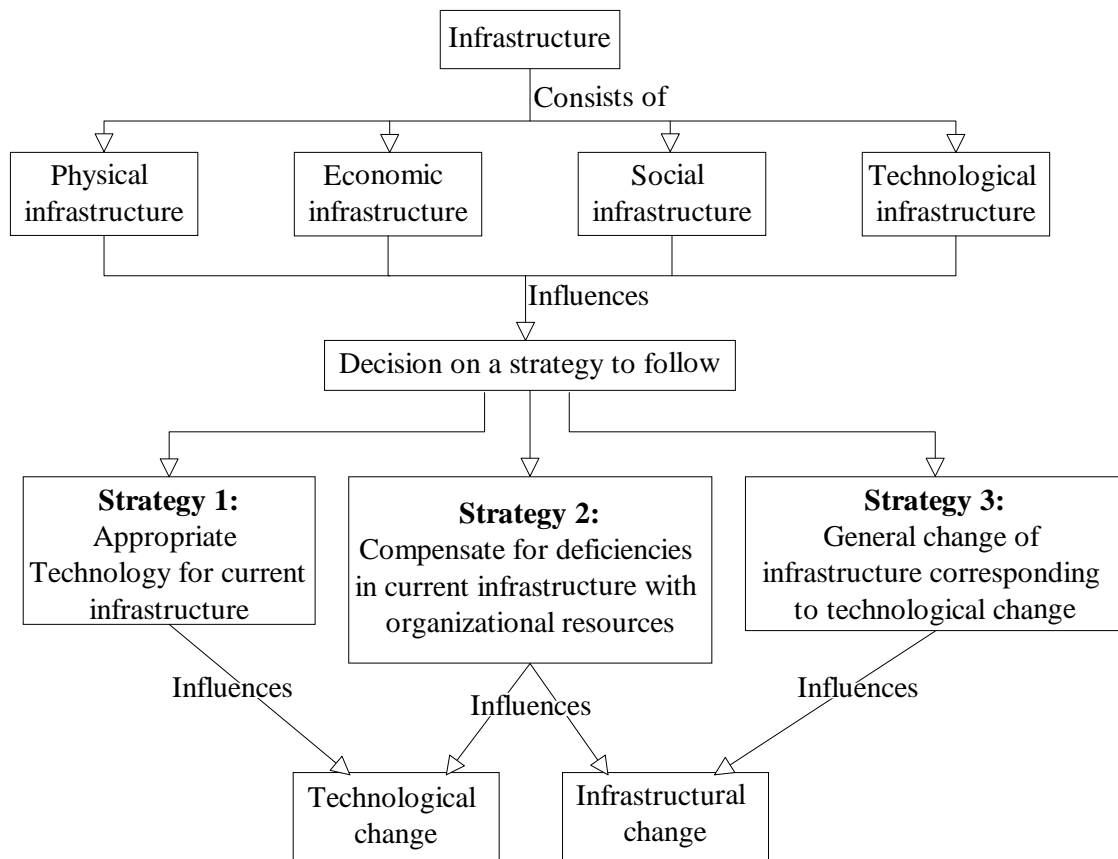 Infrastructure
Consists of
Physical
infrastructure
Economic
infrastructure
Social
infrastructure
Technological
infrastructure
Influences
Decision on a strategy to follow
Strategy 1:
Appropriate
Technology for current
infrastructure
Strategy 2:
Compensate for deficiencies
in current infrastructure with
organizational resources
Strategy 3:
General change of
infrastructure corresponding
to technological change
Influences
Influences
Influences
Technological
change
Infrastructural
change